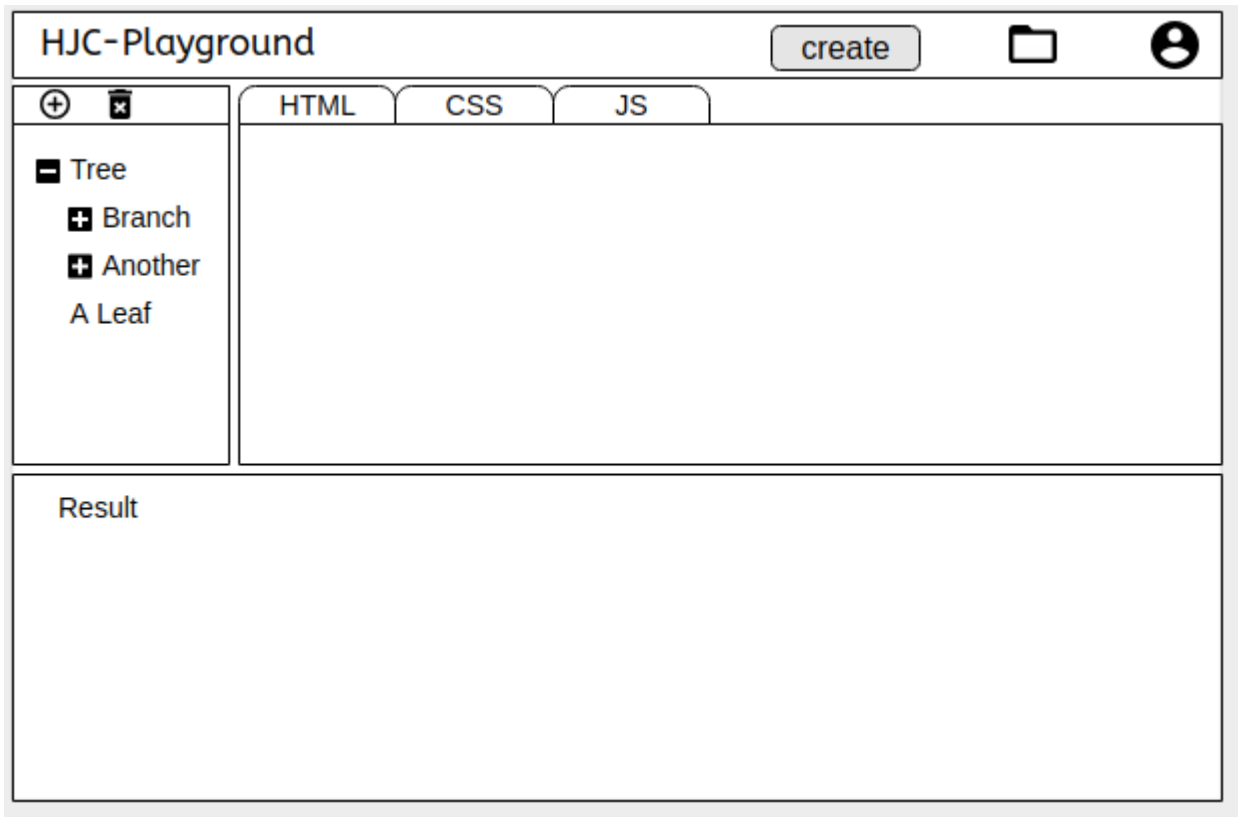 HJC-Playground create
HTML CSS JS
Tree
Branch
Another
A Leaf
Result